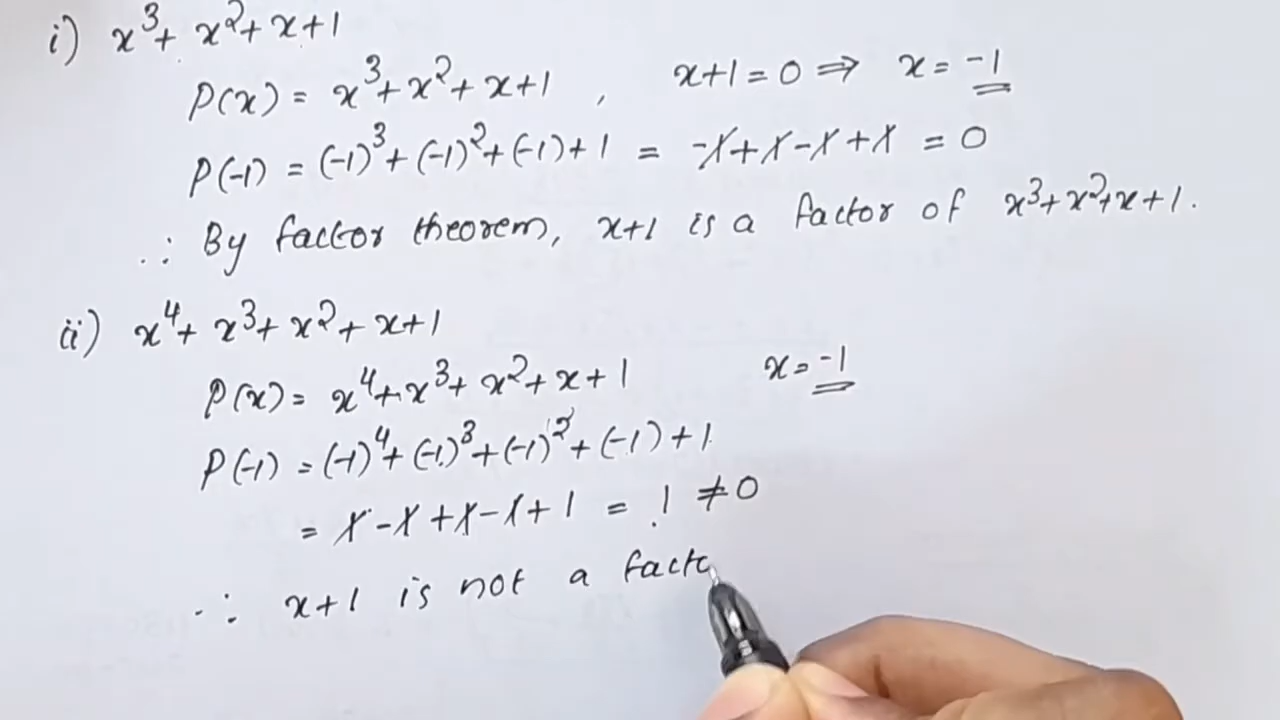 i) x³ + x² + x + 1
P(x) = x³ + x² + x + 1 , x + 1 = 0 ⇒ x = -1
P(-1) = (-1)³ + (-1)² + (-1) + 1 = -1 + 1 - 1 + 1 = 0
∴ By factor theorem, x+1 is a factor of x³ + x² + x + 1.
ii) x⁴ + x³ + x² + x + 1
P(x) = x⁴ + x³ + x² + x + 1 x = -1
P(-1) = (-1)⁴ + (-1)³ + (-1)² + (-1) + 1
= 1 - 1 + 1 - 1 + 1 = 1 ≠ 0
∴ x+1 is not a facto